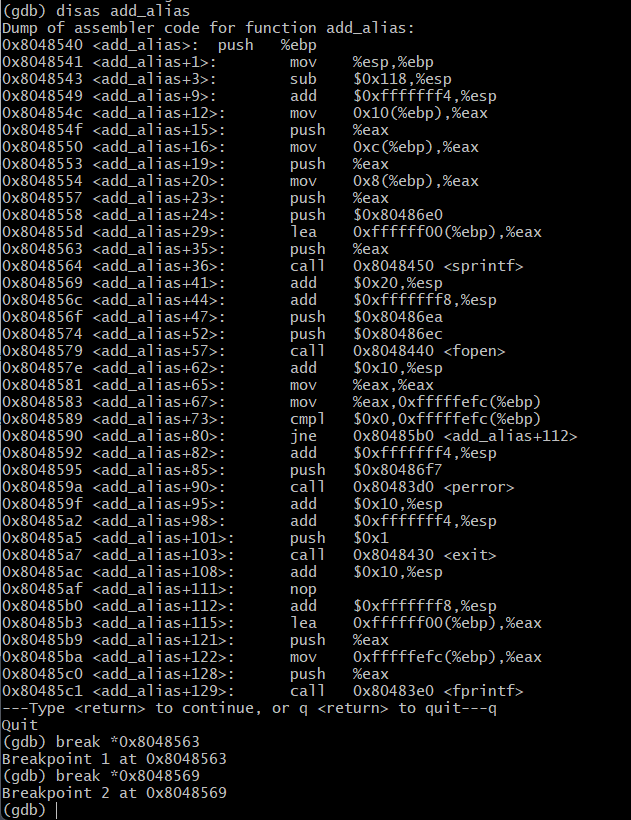 (gdb) disas add_alias
Dump of assembler code for function add_alias:
0x8048540 <add_alias>:  push   %ebp
0x8048541 <add_alias+1>:        mov    %esp,%ebp
0x8048543 <add_alias+3>:        sub    $0x118,%esp
0x8048549 <add_alias+9>:        add    $0xfffffff4,%esp
0x804854c <add_alias+12>:       mov    0x10(%ebp),%eax
0x804854f <add_alias+15>:       push   %eax
0x8048550 <add_alias+16>:       mov    0xc(%ebp),%eax
0x8048553 <add_alias+19>:       push   %eax
0x8048554 <add_alias+20>:       mov    0x8(%ebp),%eax
0x8048557 <add_alias+23>:       push   %eax
0x8048558 <add_alias+24>:       push   $0x80486e0
0x804855d <add_alias+29>:       lea    0xffffff00(%ebp),%eax
0x8048563 <add_alias+35>:       push   %eax
0x8048564 <add_alias+36>:       call   0x8048450 <sprintf>
0x8048569 <add_alias+41>:       add    $0x20,%esp
0x804856c <add_alias+44>:       add    $0xfffffff8,%esp
0x804856f <add_alias+47>:       push   $0x80486ea
0x8048574 <add_alias+52>:       push   $0x80486ec
0x8048579 <add_alias+57>:       call   0x8048440 <fopen>
0x804857e <add_alias+62>:       add    $0x10,%esp
0x8048581 <add_alias+65>:       mov    %eax,%eax
0x8048583 <add_alias+67>:       mov    %eax,0xfffffefc(%ebp)
0x8048589 <add_alias+73>:       cmpl   $0x0,0xfffffefc(%ebp)
0x8048590 <add_alias+80>:       jne    0x80485b0 <add_alias+112>
0x8048592 <add_alias+82>:       add    $0xfffffff4,%esp
0x8048595 <add_alias+85>:       push   $0x80486f7
0x804859a <add_alias+90>:       call   0x80483d0 <perror>
0x804859f <add_alias+95>:       add    $0x10,%esp
0x80485a2 <add_alias+98>:       add    $0xfffffff4,%esp
0x80485a5 <add_alias+101>:      push   $0x1
0x80485a7 <add_alias+103>:      call   0x8048430 <exit>
0x80485ac <add_alias+108>:      add    $0x10,%esp
0x80485af <add_alias+111>:      nop
0x80485b0 <add_alias+112>:      add    $0xfffffff8,%esp
0x80485b3 <add_alias+115>:      lea    0xffffff00(%ebp),%eax
0x80485b9 <add_alias+121>:      push   %eax
0x80485ba <add_alias+122>:      mov    0xfffffefc(%ebp),%eax
0x80485c0 <add_alias+128>:      push   %eax
0x80485c1 <add_alias+129>:      call   0x80483e0 <fprintf>
---Type <return> to continue, or q <return> to quit---q
Quit
(gdb) break *0x8048563
Breakpoint 1 at 0x8048563
(gdb) break *0x8048569
Breakpoint 2 at 0x8048569
(gdb)